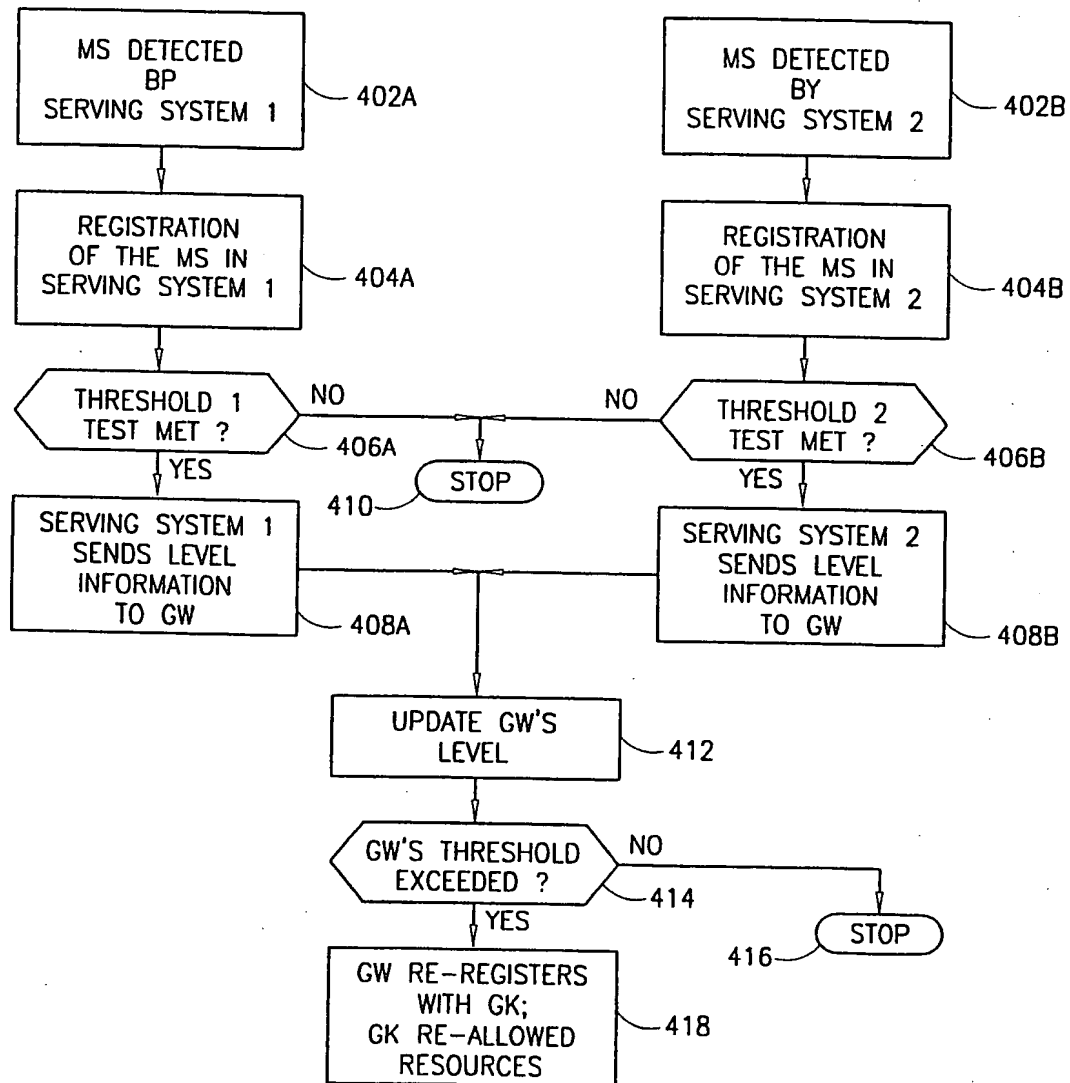 MS DETECTED
BP
SERVING SYSTEM 1
402A
MS DETECTED
BY
SERVING SYSTEM 2
402B
REGISTRATION
OF THE MS IN
SERVING SYSTEM 1
404A
REGISTRATION
OF THE MS IN
SERVING SYSTEM 2
404B
THRESHOLD 1
TEST MET ?
NO
406A
YES
NO
THRESHOLD 2
TEST MET ?
406B
YES
STOP
410
SERVING SYSTEM 1
SENDS LEVEL
INFORMATION
TO GW
408A
SERVING SYSTEM 2
SENDS LEVEL
INFORMATION
TO GW
408B
UPDATE GW'S
LEVEL
412
GW'S THRESHOLD
EXCEEDED ?
NO
414
YES
STOP
416
GW RE-REGISTERS
WITH GK;
GK RE-ALLOWED
RESOURCES
418